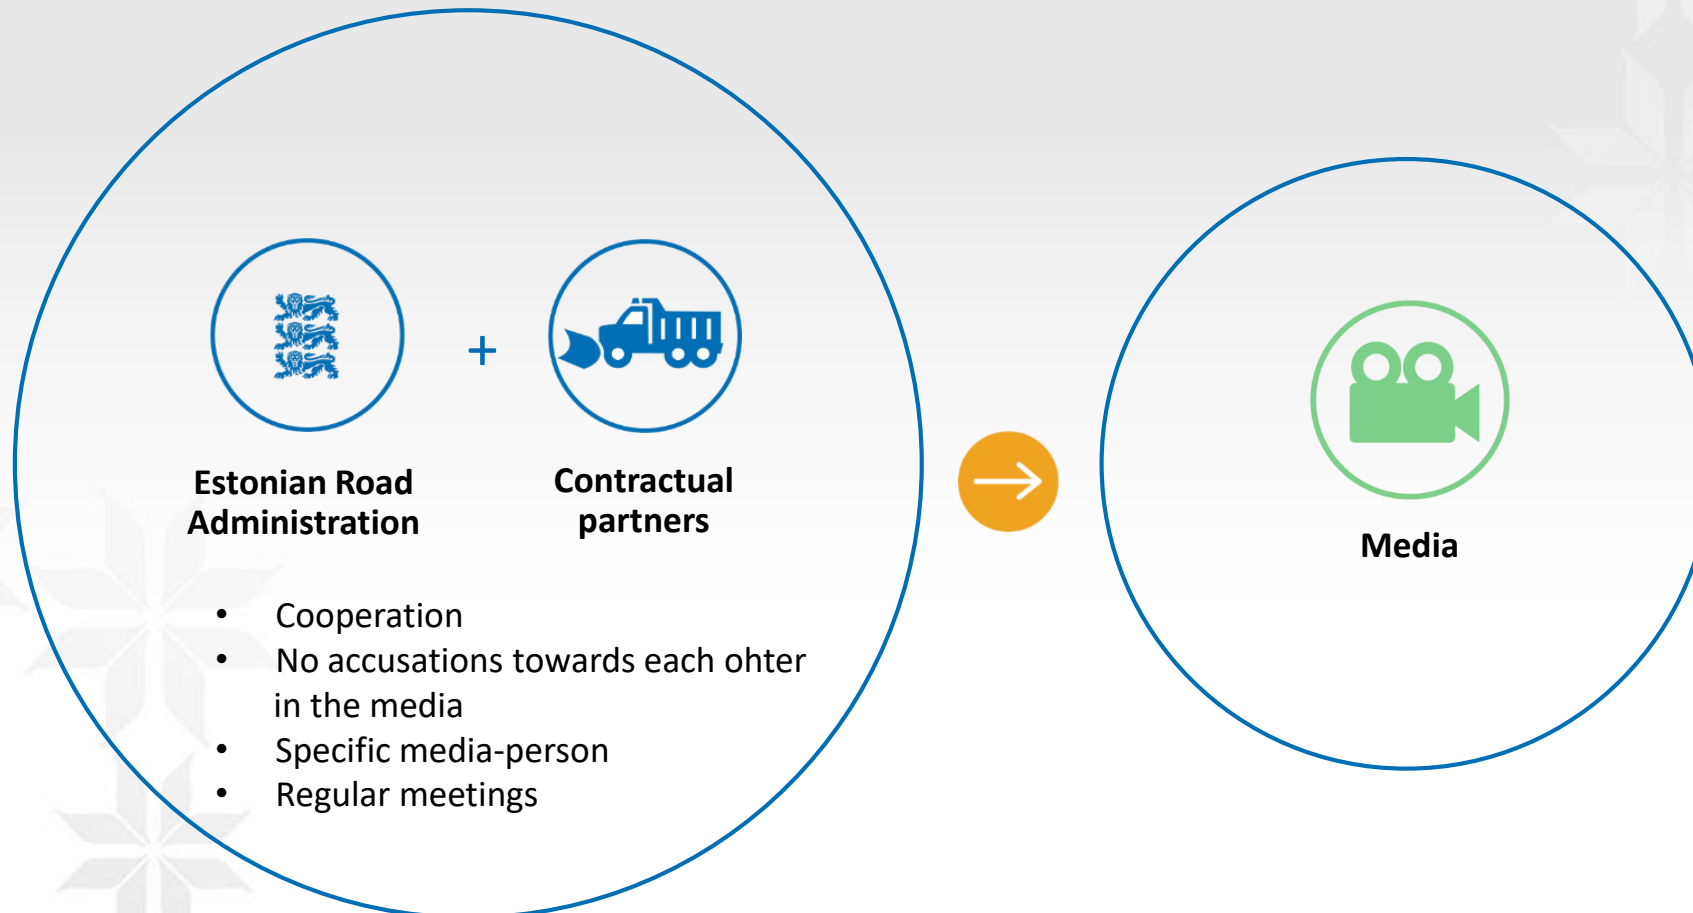 +
Estonian Road
Administration
Contractual
partners
• Cooperation
• No accusations towards each ohter
in the media
• Specific media-person
• Regular meetings
Media